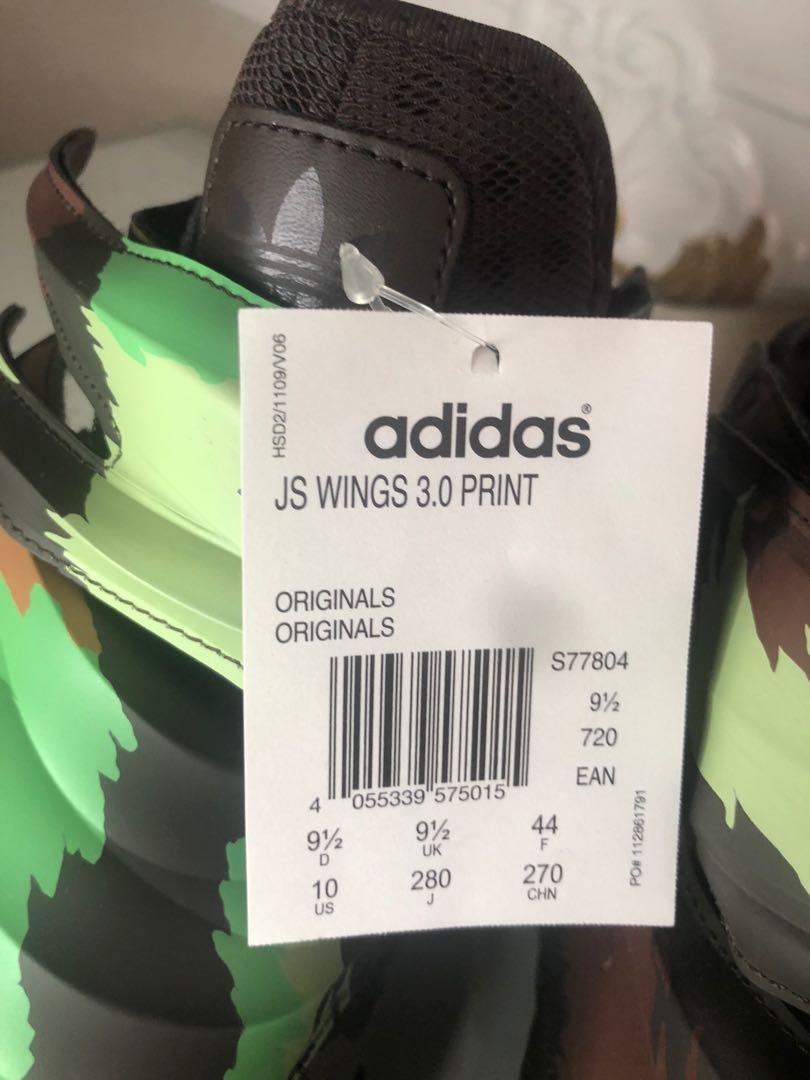 HSD2/1109/V06
adidas®
JS WINGS 3.0 PRINT
ORIGINALS
ORIGINALS
S77804
9½
720
EAN
4 055339 575015
9½ 9½ 44
D UK F
10 280 270
US J CHN
PO# 112861791